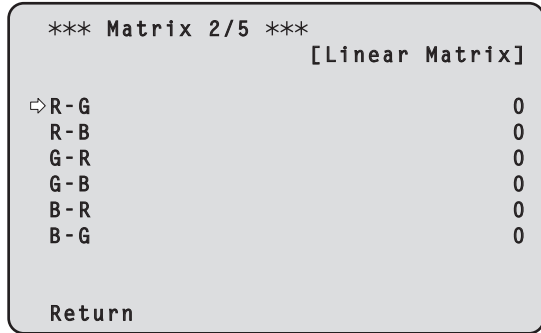 *** Matrix 2/5 ***
[Linear Matrix]
⇨R-G 0
R-B 0
G-R 0
G-B 0
B-R 0
B-G 0
Return